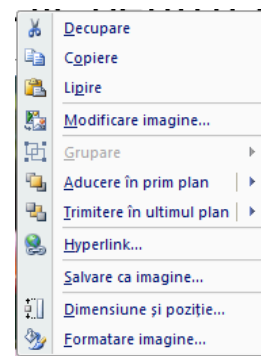 Decupare
Copiere
Lipire
Modificare imagine...
Grupare
Aducere în prim plan
Trimitere în ultimul plan
Hyperlink...
Salvare ca imagine...
Dimensiune și poziție...
Formatare imagine...